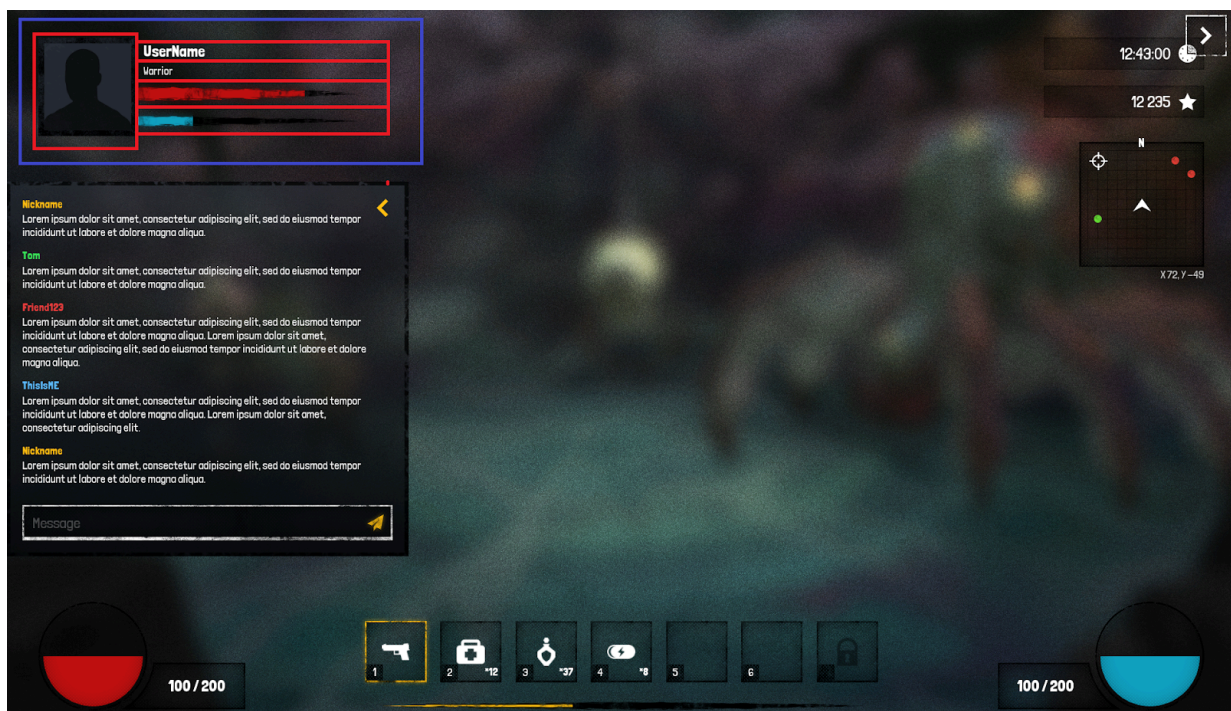 UserName
Warrior
12:43:00
12 235
N
X 72, Y -49
Nickname
Lorem ipsum dolor sit amet, consectetur adipiscing elit, sed do eiusmod tempor
incididunt ut labore et dolore magna aliqua.
Tom
Lorem ipsum dolor sit amet, consectetur adipiscing elit, sed do eiusmod tempor
incididunt ut labore et dolore magna aliqua.
Friend123
Lorem ipsum dolor sit amet, consectetur adipiscing elit, sed do eiusmod tempor
incididunt ut labore et dolore magna aliqua. Lorem ipsum dolor sit amet,
consectetur adipiscing elit, sed do eiusmod tempor incididunt ut labore et dolore
magna aliqua.
ThisIsME
Lorem ipsum dolor sit amet, consectetur adipiscing elit, sed do eiusmod tempor
incididunt ut labore et dolore magna aliqua. Lorem ipsum dolor sit amet,
consectetur adipiscing elit.
Nickname
Lorem ipsum dolor sit amet, consectetur adipiscing elit, sed do eiusmod tempor
incididunt ut labore et dolore magna aliqua.
Message
100 / 200
1
2 x12
3 x37
4 x8
5
6
100 / 200